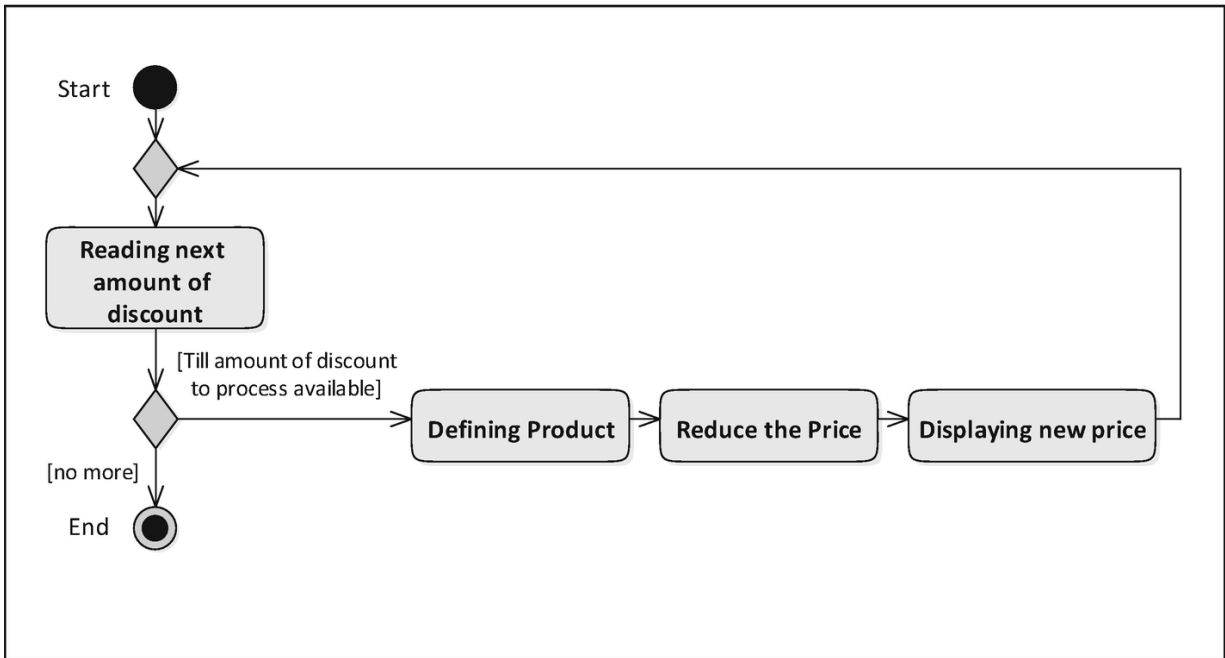 Start
Reading next
amount of
discount
[Till amount of discount
to process available]
Defining Product
Reduce the Price
Displaying new price
[no more]
End